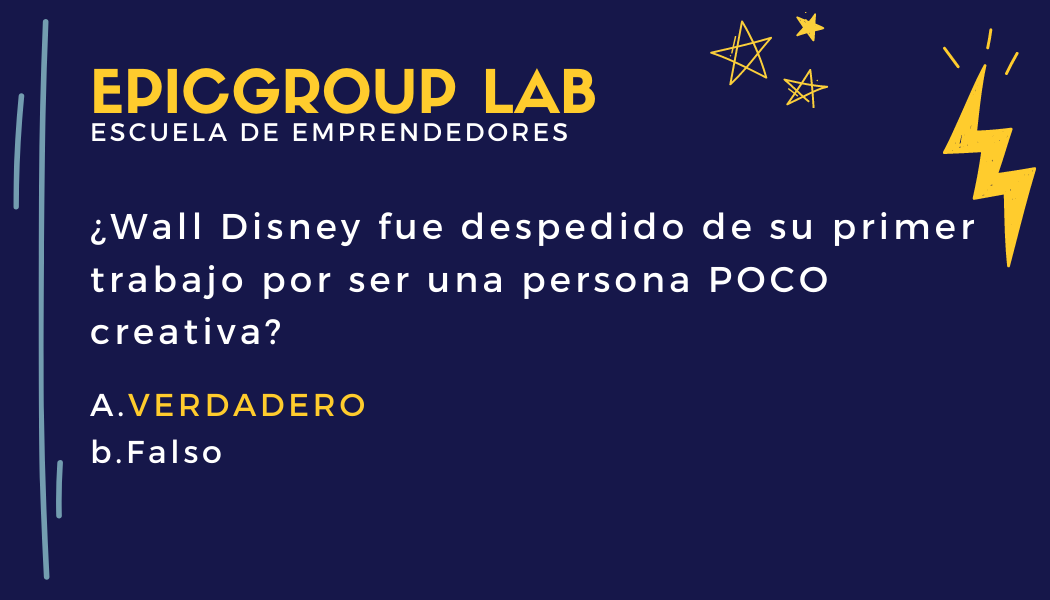 EPICGROUP LAB
ESCUELA DE EMPRENDEDORES
¿Wall Disney fue despedido de su primer
trabajo por ser una persona POCO
creativa?
A.VERDADERO
b.Falso